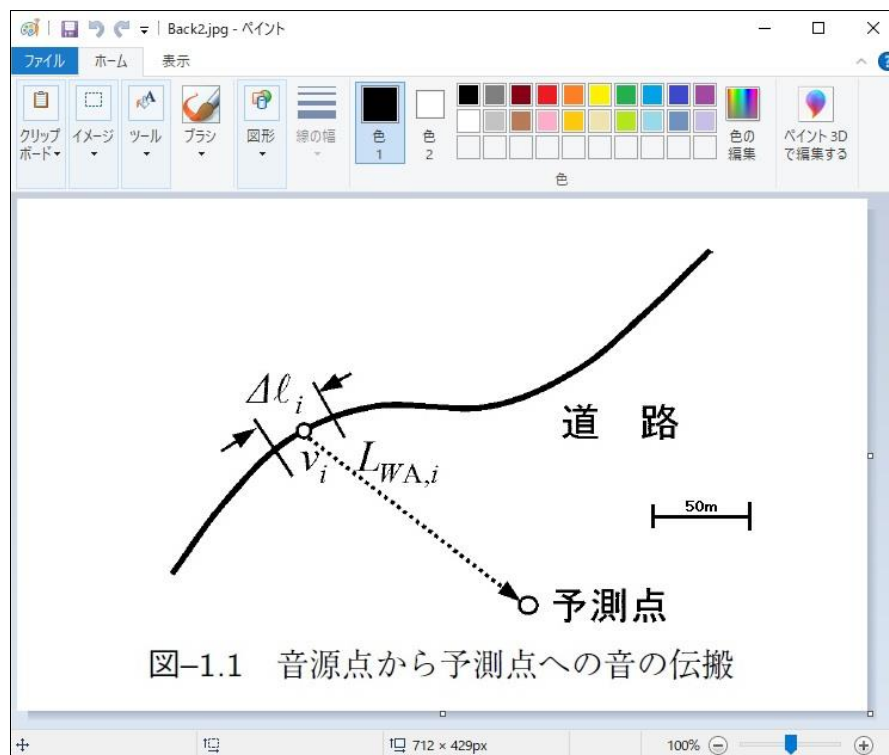 Back2.jpg - ペイント
ファイル ホーム 表示
クリップボード イメージ ツール ブラシ 図形 線の幅 色1 色2 色の編集 ペイント 3Dで編集する
色
Δℓi
vi LWA,i
道 路
50m
予測点
図–1.1 音源点から予測点への音の伝搬
712 × 429px 100%